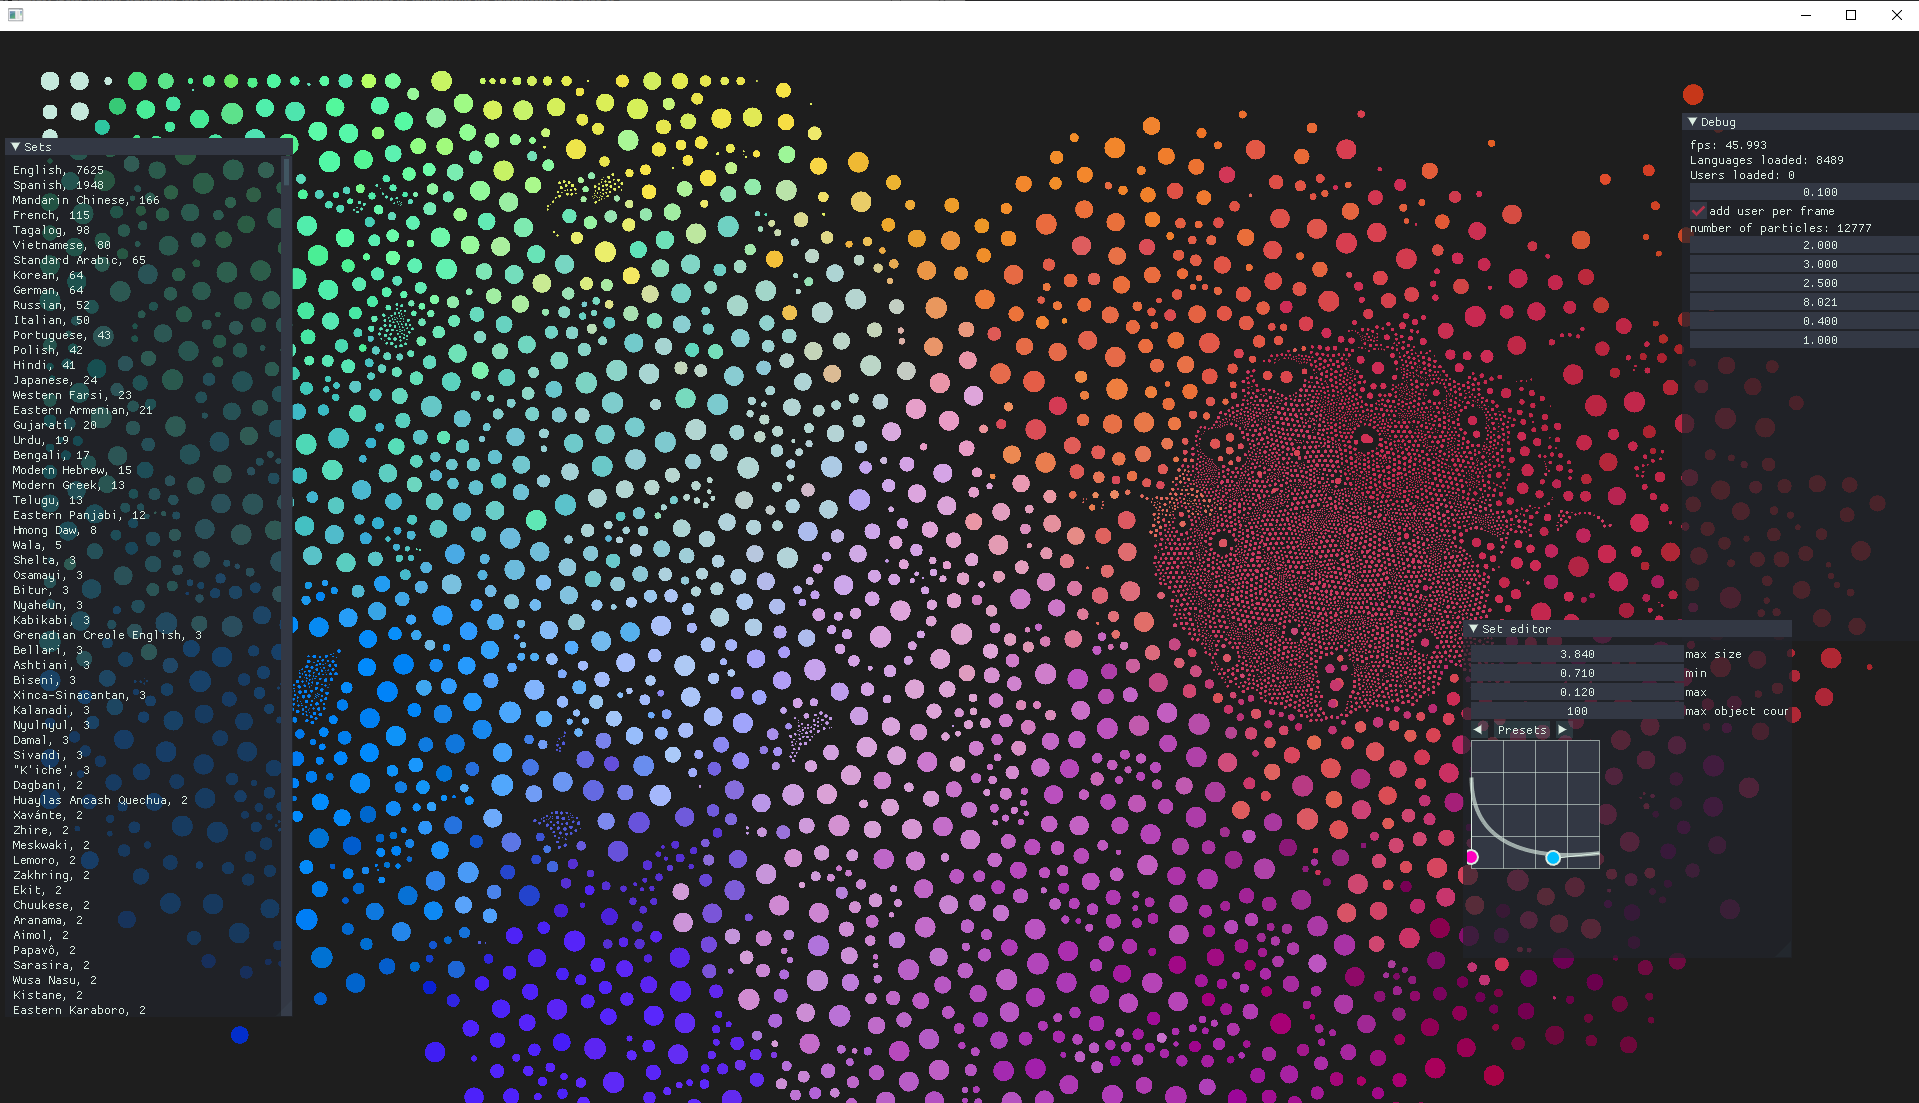 Sets
English, 7625
Spanish, 1948
Mandarin Chinese, 166
French, 115
Tagalog, 98
Vietnamese, 80
Standard Arabic, 65
Korean, 64
German, 64
Russian, 52
Italian, 50
Portuguese, 43
Polish, 42
Hindi, 41
Japanese, 24
Western Farsi, 23
Eastern Armenian, 21
Gujarati, 20
Urdu, 19
Bengali, 17
Modern Hebrew, 15
Modern Greek, 13
Telugu, 13
Eastern Panjabi, 12
Hmong Daw, 8
Wala, 5
Shelta, 3
Osamayi, 3
Bitur, 3
Nyaheun, 3
Kabikabi, 3
Grenadian Creole English, 3
Bellari, 3
Ashtiani, 3
Biseni, 3
Xinca-Sinacantan, 3
Kalanadi, 3
Nyulnyul, 3
Damal, 3
Sivandi, 3
"K'iche', 3
Dagbani, 2
Huaylas Ancash Quechua, 2
Xavánte, 2
Zhire, 2
Meskwaki, 2
Lemoro, 2
Zakhring, 2
Ekit, 2
Chuukese, 2
Aranama, 2
Aimol, 2
Papavô, 2
Sarasira, 2
Wusa Nasu, 2
Kistane, 2
Eastern Karaboro, 2
Debug
fps: 45.993
Languages loaded: 8489
Users loaded: 0
0.100
add user per frame
number of particles: 12777
2.000
3.000
2.500
8.021
0.400
1.000
Set editor
3.840 max size
0.710 min
0.120 max
100 max object cour
Presets